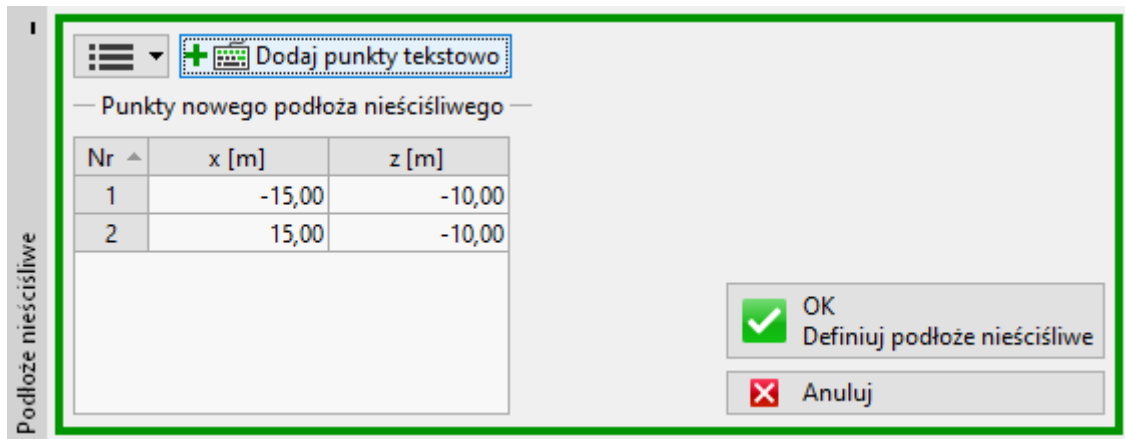 Dodaj punkty tekstowo
Punkty nowego podłoża nieściśliwego
Nr x [m] z [m]
1 -15,00 -10,00
2 15,00 -10,00
OK
Definiuj podłoże nieściśliwe
Anuluj
Podłoże nieściśliwe